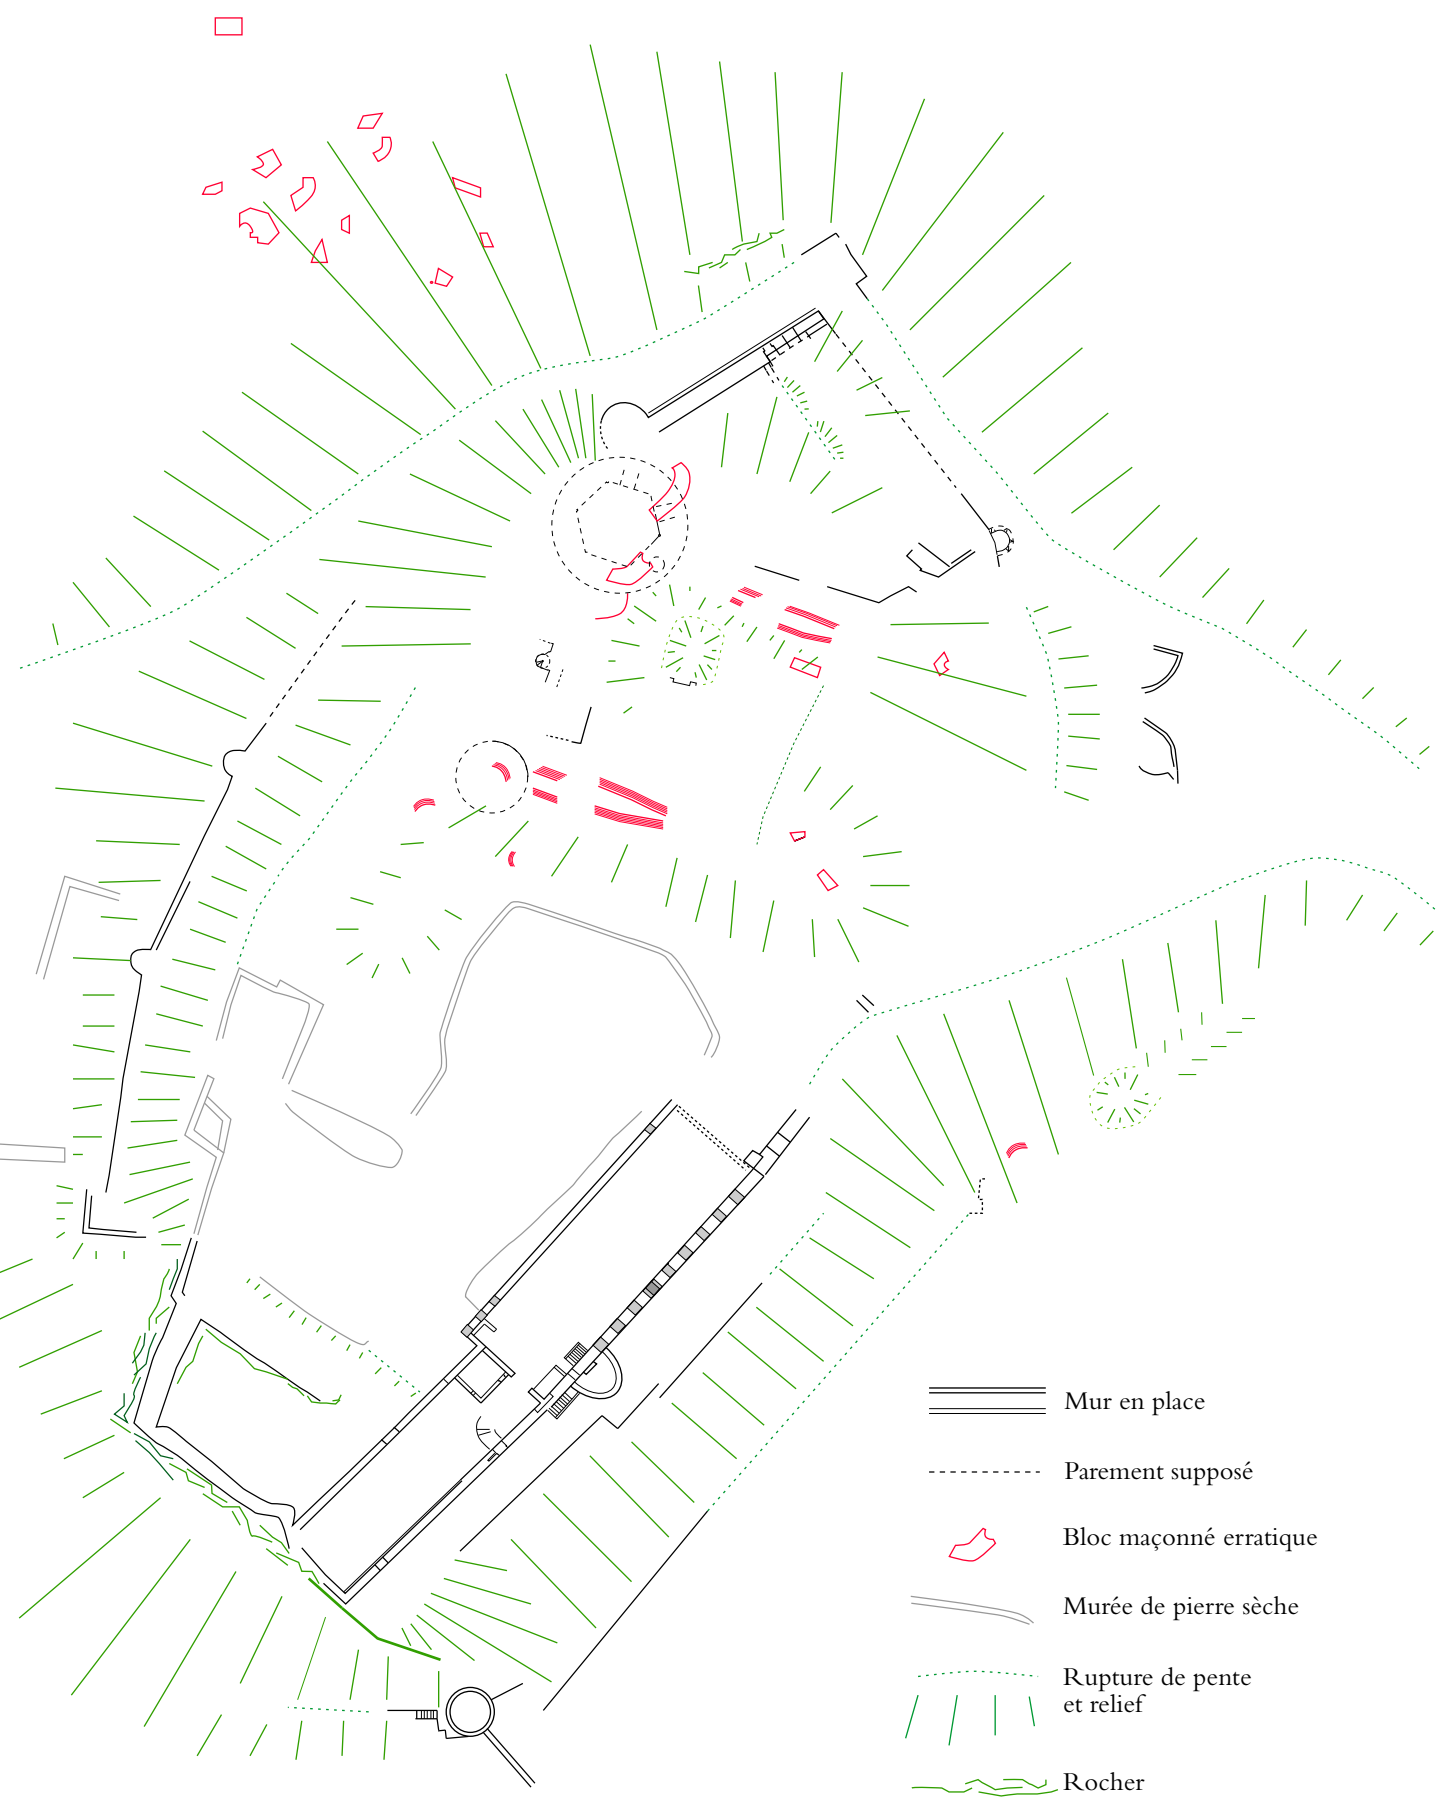 Mur en place
Parement supposé
Bloc maçonné erratique
Murée de pierre sèche
Rupture de pente
et relief
Rocher